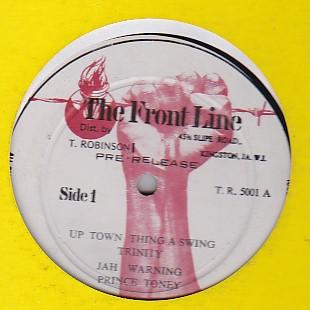 The Front Line
Dist. by
T. ROBINSON
45½ SLIPE ROAD,
KINGSTON, JA. W.I.
PRE-RELEASE
Side 1
T. R. 5001 A
UP TOWN THING A SWING
TRINITY
JAH WARNING
PRINCE TONEY